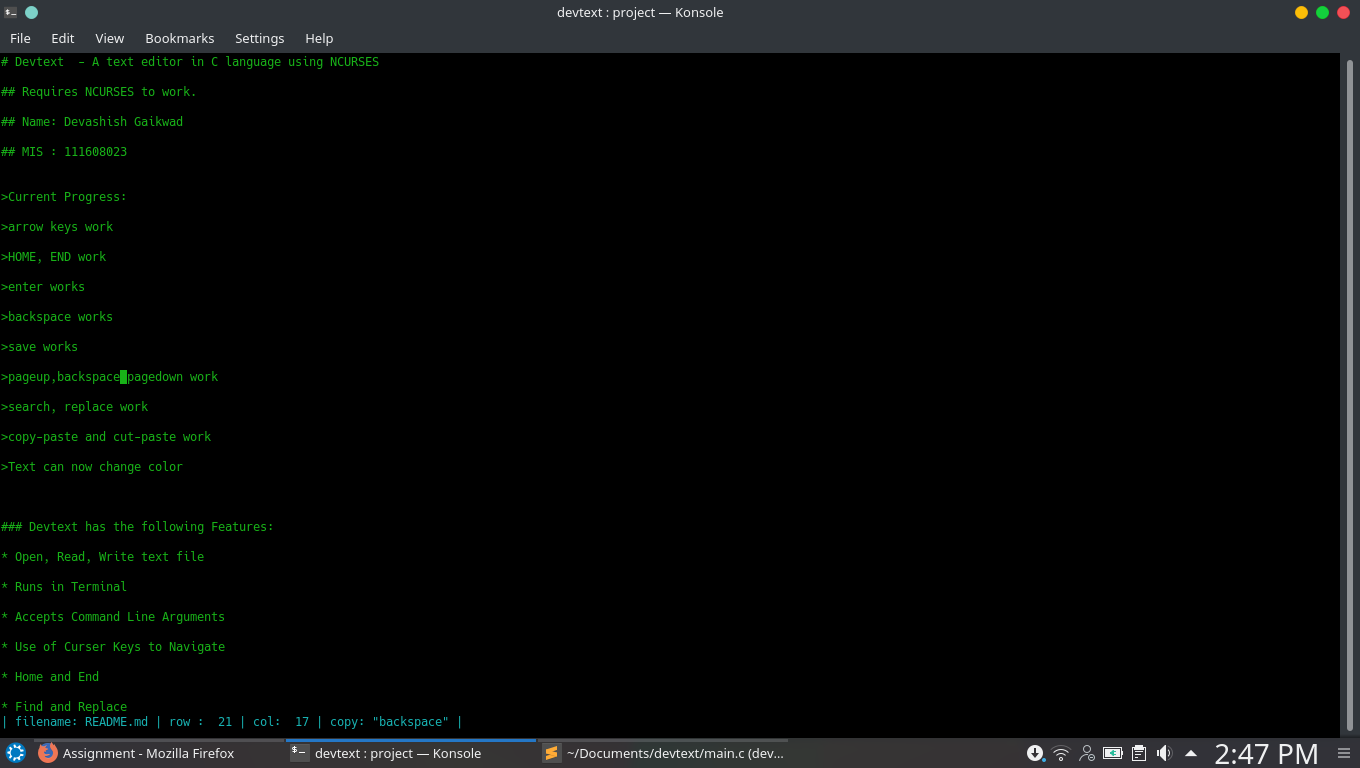 devtext : project — Konsole
File Edit View Bookmarks Settings Help
# Devtext  - A text editor in C language using NCURSES
## Requires NCURSES to work.
## Name: Devashish Gaikwad
## MIS : 111608023
>Current Progress:
>arrow keys work
>HOME, END work
>enter works
>backspace works
>save works
>pageup,backspace pagedown work
>search, replace work
>copy-paste and cut-paste work
>Text can now change color
### Devtext has the following Features:
* Open, Read, Write text file
* Runs in Terminal
* Accepts Command Line Arguments
* Use of Curser Keys to Navigate
* Home and End
* Find and Replace
| filename: README.md | row :  21 | col:  17 | copy: "backspace" |
Assignment - Mozilla Firefox devtext : project — Konsole ~/Documents/devtext/main.c (dev... 2:47 PM